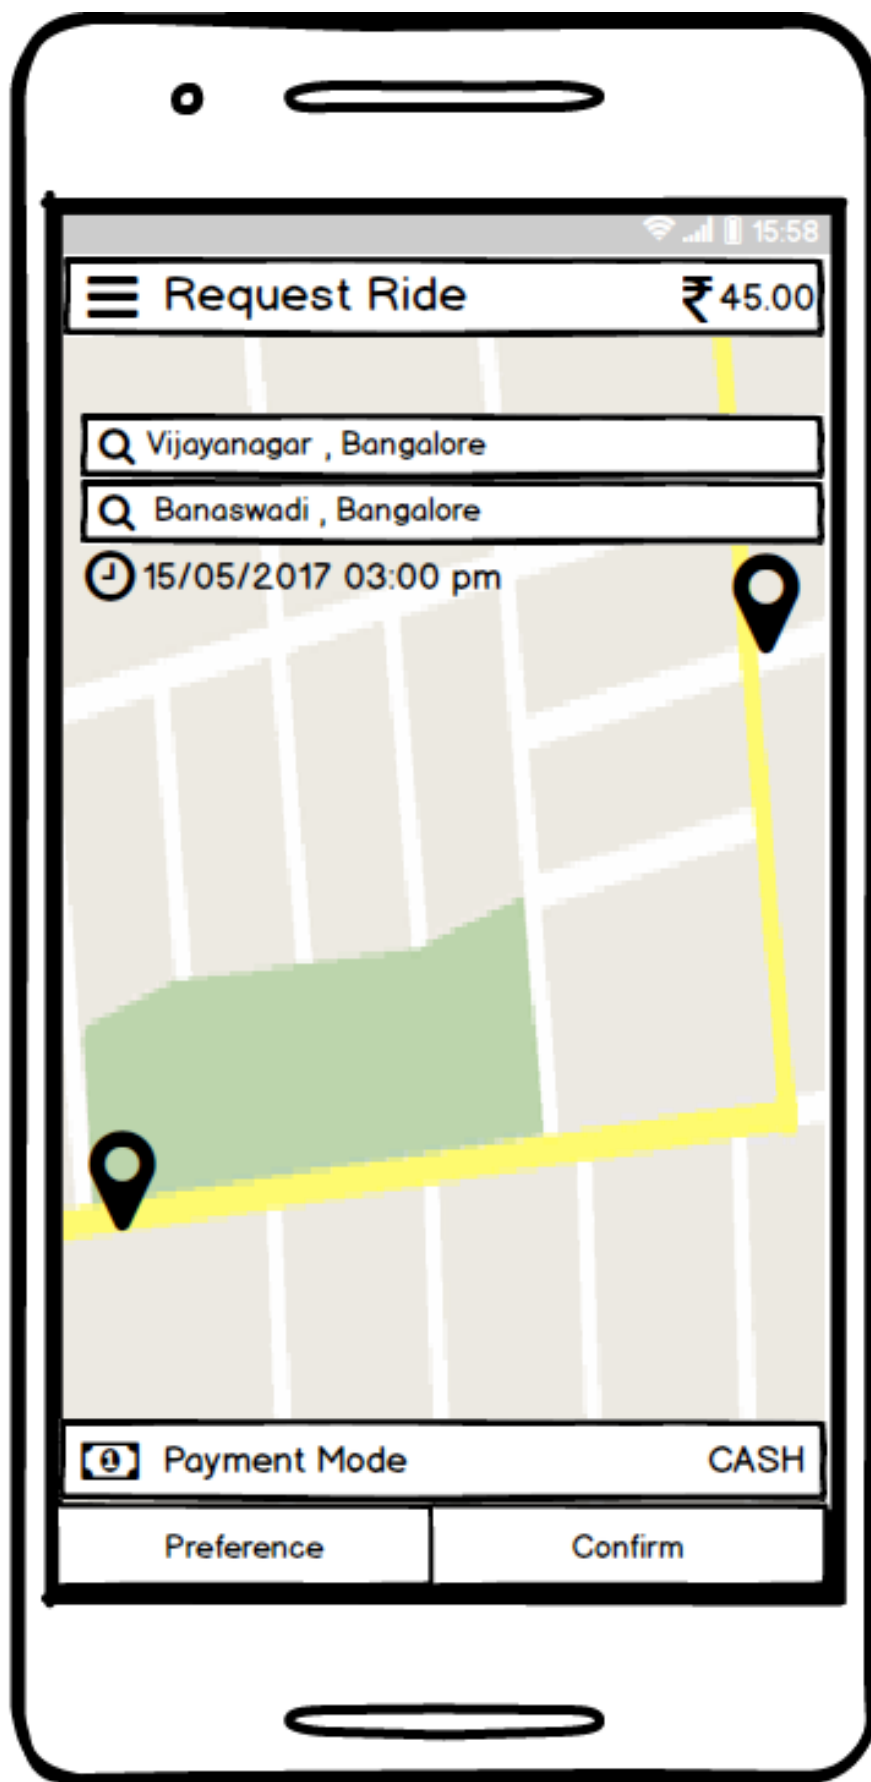 15:58
Request Ride ₹45.00
Vijayanagar , Bangalore
Banaswadi , Bangalore
15/05/2017 03:00 pm
1 Payment Mode CASH
Preference Confirm